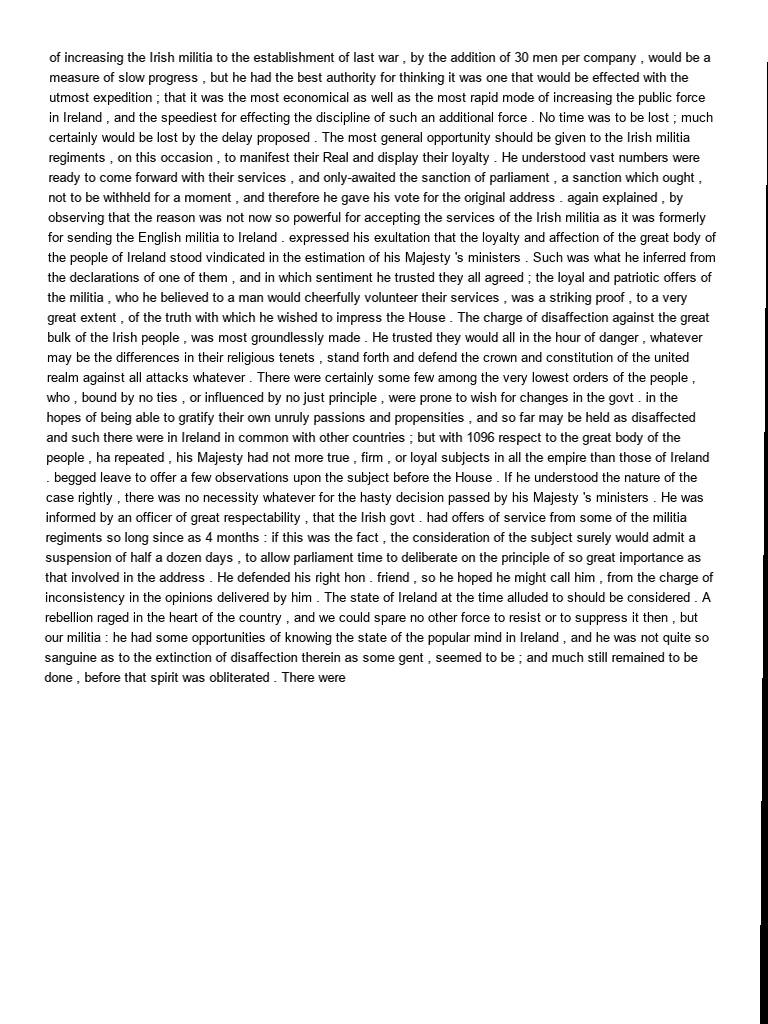 of increasing the Irish militia to the establishment of last war , by the addition of 30 men per company , would be a
measure of slow progress , but he had the best authority for thinking it was one that would be effected with the
utmost expedition ; that it was the most economical as well as the most rapid mode of increasing the public force
in Ireland , and the speediest for effecting the discipline of such an additional force . No time was to be lost ; much
certainly would be lost by the delay proposed . The most general opportunity should be given to the Irish militia
regiments , on this occasion , to manifest their Real and display their loyalty . He understood vast numbers were
ready to come forward with their services , and only-awaited the sanction of parliament , a sanction which ought ,
not to be withheld for a moment , and therefore he gave his vote for the original address . again explained , by
observing that the reason was not now so powerful for accepting the services of the Irish militia as it was formerly
for sending the English militia to Ireland . expressed his exultation that the loyalty and affection of the great body of
the people of Ireland stood vindicated in the estimation of his Majesty 's ministers . Such was what he inferred from
the declarations of one of them , and in which sentiment he trusted they all agreed ; the loyal and patriotic offers of
the militia , who he believed to a man would cheerfully volunteer their services , was a striking proof , to a very
great extent , of the truth with which he wished to impress the House . The charge of disaffection against the great
bulk of the Irish people , was most groundlessly made . He trusted they would all in the hour of danger , whatever
may be the differences in their religious tenets , stand forth and defend the crown and constitution of the united
realm against all attacks whatever . There were certainly some few among the very lowest orders of the people ,
who , bound by no ties , or influenced by no just principle , were prone to wish for changes in the govt . in the
hopes of being able to gratify their own unruly passions and propensities , and so far may be held as disaffected
and such there were in Ireland in common with other countries ; but with 1096 respect to the great body of the
people , ha repeated , his Majesty had not more true , firm , or loyal subjects in all the empire than those of Ireland
. begged leave to offer a few observations upon the subject before the House . If he understood the nature of the
case rightly , there was no necessity whatever for the hasty decision passed by his Majesty 's ministers . He was
informed by an officer of great respectability , that the Irish govt . had offers of service from some of the militia
regiments so long since as 4 months : if this was the fact , the consideration of the subject surely would admit a
suspension of half a dozen days , to allow parliament time to deliberate on the principle of so great importance as
that involved in the address . He defended his right hon . friend , so he hoped he might call him , from the charge of
inconsistency in the opinions delivered by him . The state of Ireland at the time alluded to should be considered . A
rebellion raged in the heart of the country , and we could spare no other force to resist or to suppress it then , but
our militia : he had some opportunities of knowing the state of the popular mind in Ireland , and he was not quite so
sanguine as to the extinction of disaffection therein as some gent , seemed to be ; and much still remained to be
done , before that spirit was obliterated . There were